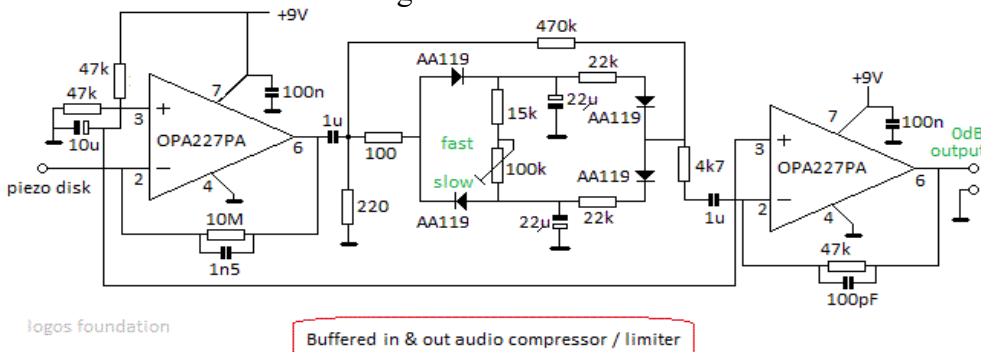 +9V
470k
47k
47k
7
100n
AA119
22k
+9V
+
3
OPA227PA
10u
1u
6
100
fast
15k
22u
AA119
7
100n
+
3
OPA227PA
0dB
output
piezo disk
2
−
4
slow
100k
AA119
4k7
6
10M
1n5
220
AA119
22u
22k
1u
2
−
4
47k
100pF
logos foundation
Buffered in & out audio compressor / limiter